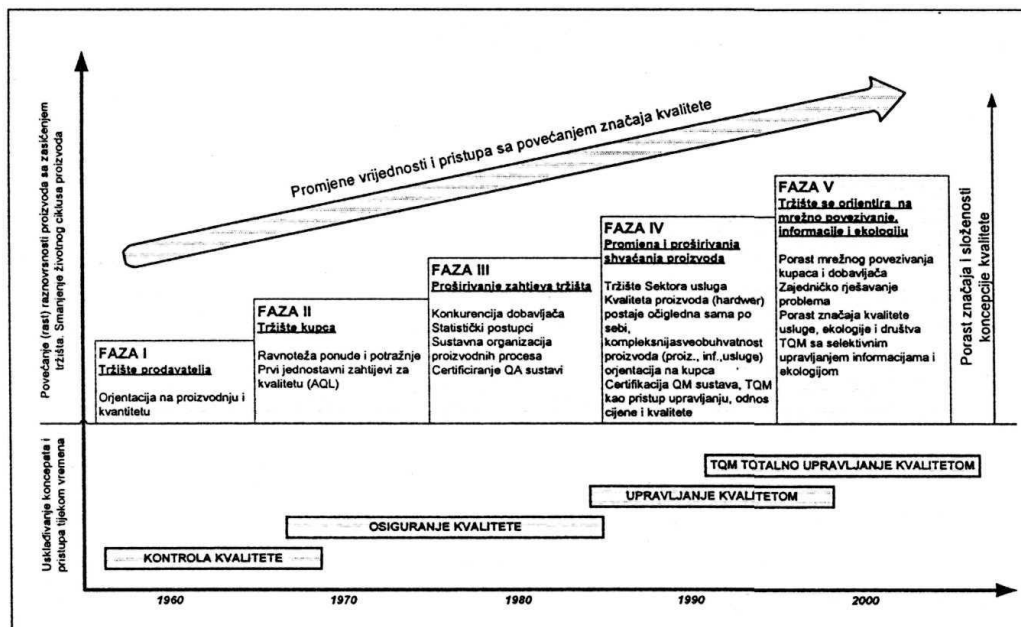 Povećanje (rast) raznovrsnosti proizvoda sa zasićenjem
tržišta. Smanjenje životnog ciklusa proizvoda
Promjene vrijednosti i pristupa sa povećanjem značaja kvalitete
FAZA I
Tržište prodavatelja
Orjentacija na proizvodnju i
kvantitetu
FAZA II
Tržište kupca
Ravnoteža ponude i potražnje
Prvi jednostavni zahtijevi za
kvalitetu (AQL)
FAZA III
Proširivanje zahtjeva tržišta
Konkurencija dobavljača
Statistički postupci
Sustavna organizacija
proizvodnih procesa
Certificiranje QA sustavi
FAZA IV
Promjena i proširivanja
shvaćanja proizvoda
Tržište Sektora usluga
Kvaliteta proizvoda (hardwer)
postaje očigledna sama po
sebi,
kompleksnijasveobuhvatnost
proizvoda (proiz., inf.,usluge)
orjentacija na kupca
Certifikacija QM sustava, TQM
kao pristup upravljanju, odnos
cijene i kvalitete
FAZA V
Tržište se orijentira na
mrežno povezivanje,
informacije i ekologiju
Porast mrežnog povezivanja
kupaca i dobavljača
Zajedničko rješavanje
problema
Porast značaja kvalitete
usluge, ekologije i društva
TQM sa selektivnim
upravljanjem informacijama i
ekologijom
Porast značaja i složenosti
koncepcije kvalitete
Usklađivanje koncepata i
pristupa tijekom vremena
TQM TOTALNO UPRAVLJANJE KVALITETOM
UPRAVLJANJE KVALITETOM
OSIGURANJE KVALITETE
KONTROLA KVALITETE
1960 1970 1980 1990 2000